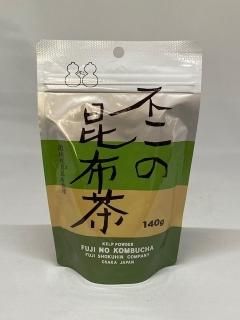 不二の
昆布茶
140g
KELP POWDER
FUJI NO KOMBUCHA
FUJI SHOKUHIN COMPANY
OSAKA JAPAN